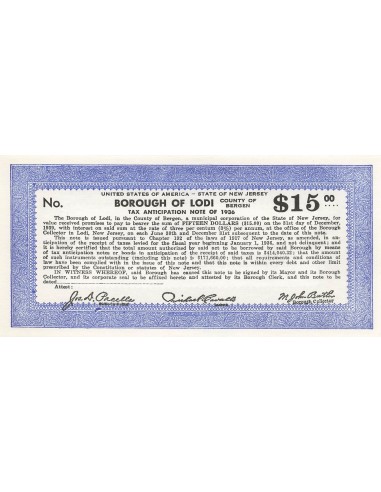 UNITED STATES OF AMERICA — STATE OF NEW JERSEY
No. BOROUGH OF LODI COUNTY OF BERGEN $15 00
TAX ANTICIPATION NOTE OF 1936
The Borough of Lodi, in the County of Bergen, a municipal corporation of the State of New Jersey, for
value received promises to pay to bearer the sum of FIFTEEN DOLLARS ($15.00) on the 31st day of December,
1939, with interest on said sum at the rate of three per cent (3%) per annum, at the office of the Borough
Collector in Lodi, New Jersey, on each June 30th and December 31st subsequent to the date of this note.
This note is issued pursuant to Chapter 192 of the laws of 1917 of New Jersey, as amended, in an-
ticipation of the receipt of taxes levied for the fiscal year beginning January 1, 1936, and not delinquent; and
it is hereby certified that the total amount authorized by said act to be borrowed by said Borough by means
of tax anticipation notes or bonds in anticipation of the receipt of said taxes is that the amount
of such instruments outstanding (including this note) is that all requirements and conditions of
law have been complied with in the issue of this note and that this note is within every debt and other limit
prescribed by the Constitution or statutes of New Jersey.
IN WITNESS WHEREOF, said Borough has caused this note to be signed by its Mayor and its Borough
Collector, and its corporate seal to be affixed hereto and attested by its Borough Clerk, and this note to be
dated
Attest: